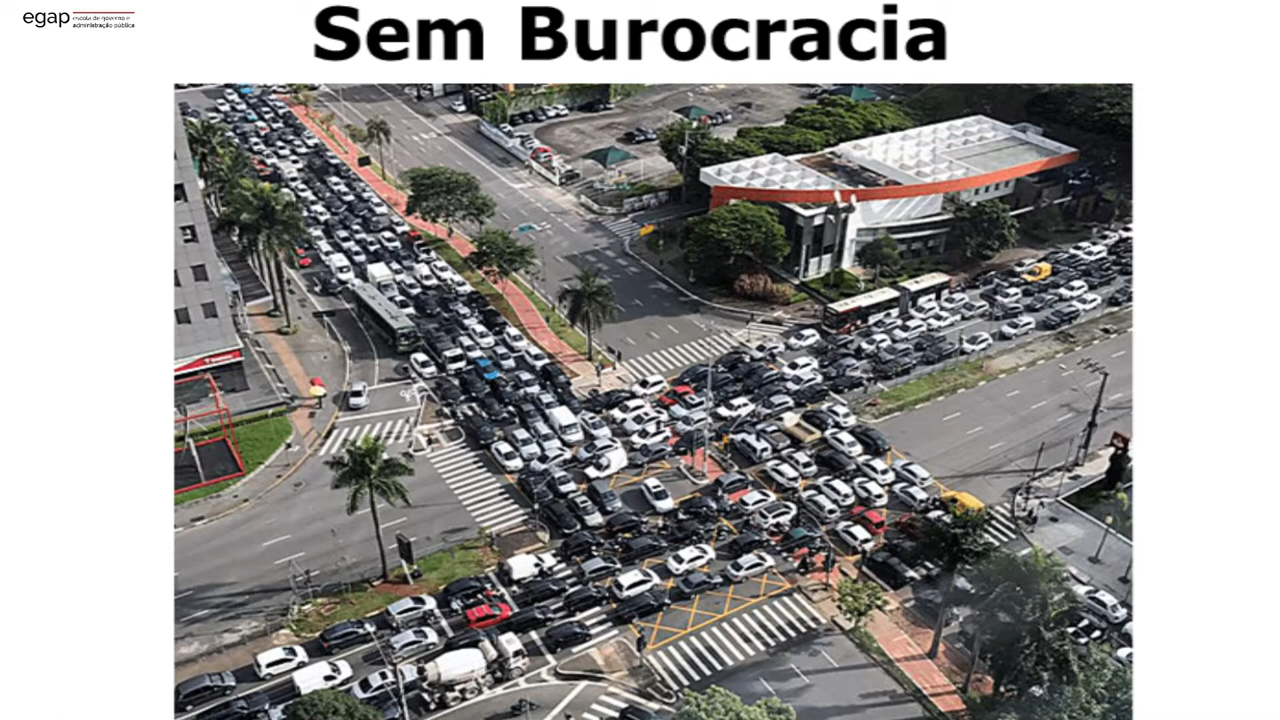 Sem Burocracia
egap
escola de governo e
administração pública